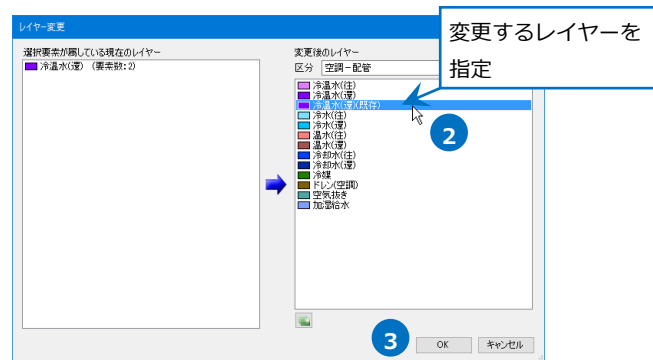 レイヤー変更
変更するレイヤーを
指定
選択要素が属している現在のレイヤー
冷温水(還) (要素数:2)
変更後のレイヤー
区分 空調－配管
冷温水(往)
冷温水(還)
冷温水(還)(既存)
冷水(往)
冷水(還)
温水(往)
温水(還)
冷却水(往)
冷却水(還)
冷媒
ドレン(空調)
空気抜き
加湿給水
2
3
OK
キャンセル